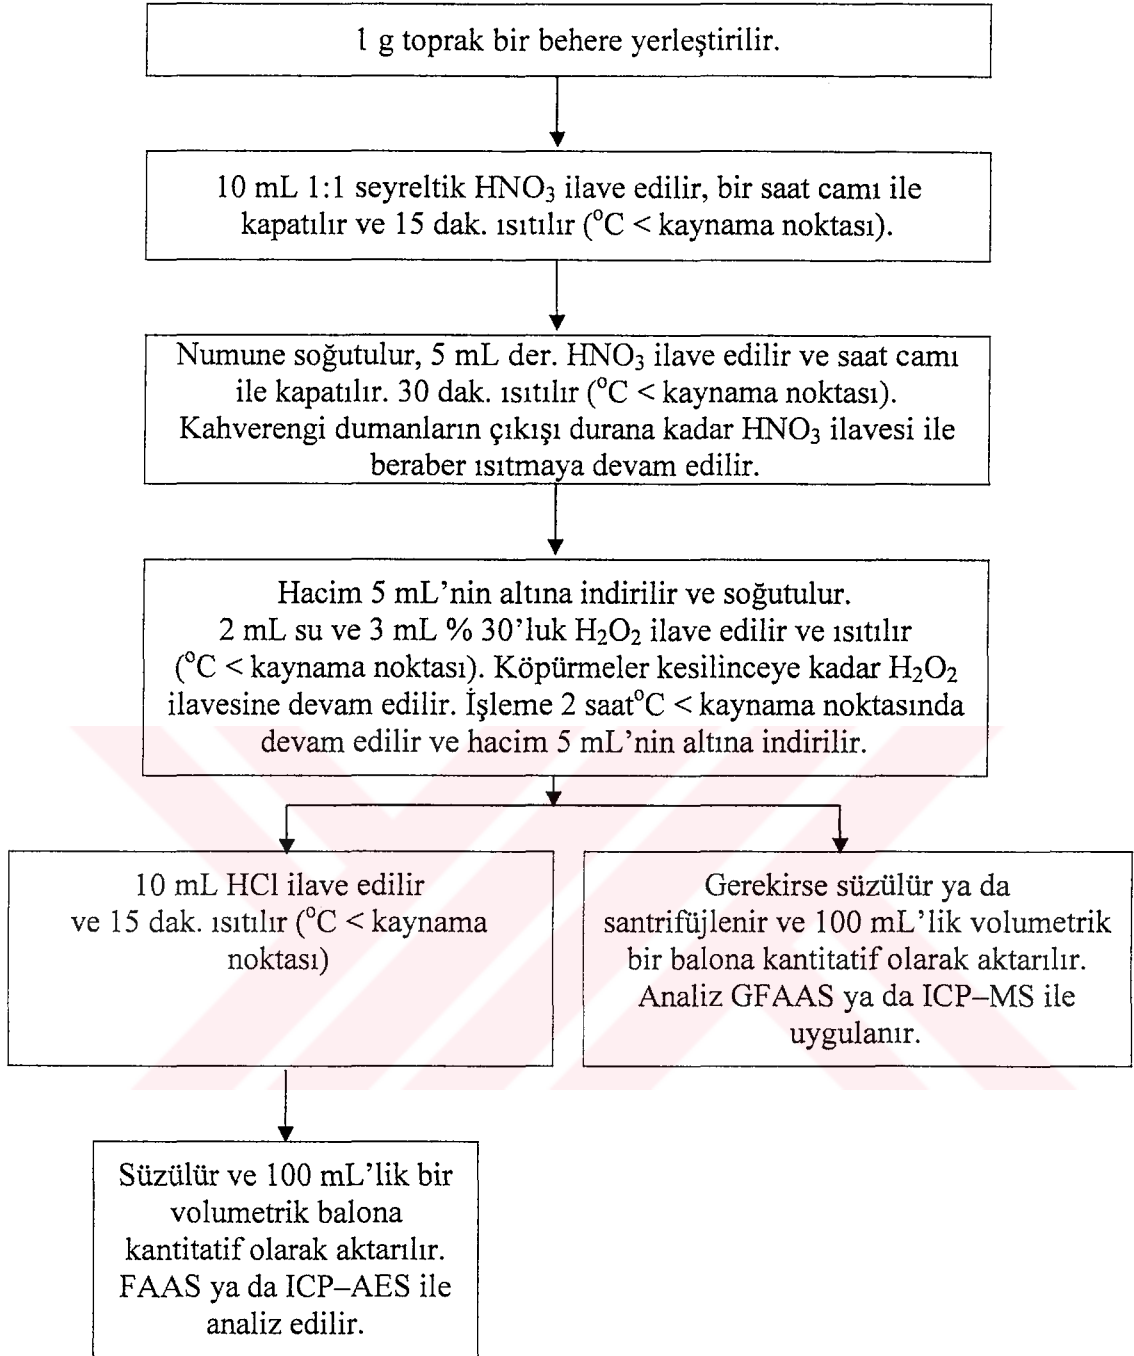 1 g toprak bir behere yerleştirilir.
10 mL 1:1 seyreltik HNO₃ ilave edilir, bir saat camı ile
kapatılır ve 15 dak. ısıtılır (°C < kaynama noktası).
Numune soğutulur, 5 mL der. HNO₃ ilave edilir ve saat camı
ile kapatılır. 30 dak. ısıtılır (°C < kaynama noktası).
Kahverengi dumanların çıkışı durana kadar HNO₃ ilavesi ile
beraber ısıtmaya devam edilir.
Hacim 5 mL’nin altına indirilir ve soğutulur.
2 mL su ve 3 mL % 30’luk H₂O₂ ilave edilir ve ısıtılır
(°C < kaynama noktası). Köpürmeler kesilinceye kadar H₂O₂
ilavesine devam edilir. İşleme 2 saat°C < kaynama noktasında
devam edilir ve hacim 5 mL’nin altına indirilir.
10 mL HCl ilave edilir
ve 15 dak. ısıtılır (°C < kaynama
noktası)
Gerekirse süzülür ya da
santrifüjlenir ve 100 mL’lik volumetrik
bir balona kantitatif olarak aktarılır.
Analiz GFAAS ya da ICP–MS ile
uygulanır.
Süzülür ve 100 mL’lik bir
volumetrik balona
kantitatif olarak aktarılır.
FAAS ya da ICP–AES ile
analiz edilir.